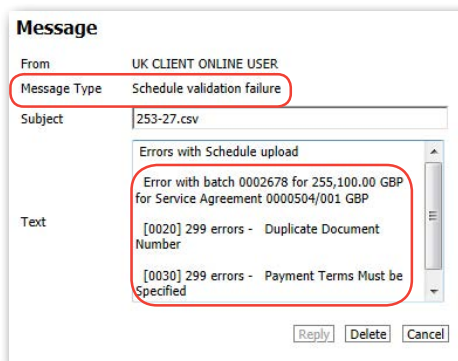 Message
From UK CLIENT ONLINE USER
Message Type Schedule validation failure
Subject 253-27.csv
Text
Errors with Schedule upload
Error with batch 0002678 for 255,100.00 GBP
for Service Agreement 0000504/001 GBP
[0020] 299 errors - Duplicate Document
Number
[0030] 299 errors - Payment Terms Must be
Specified
Reply Delete Cancel